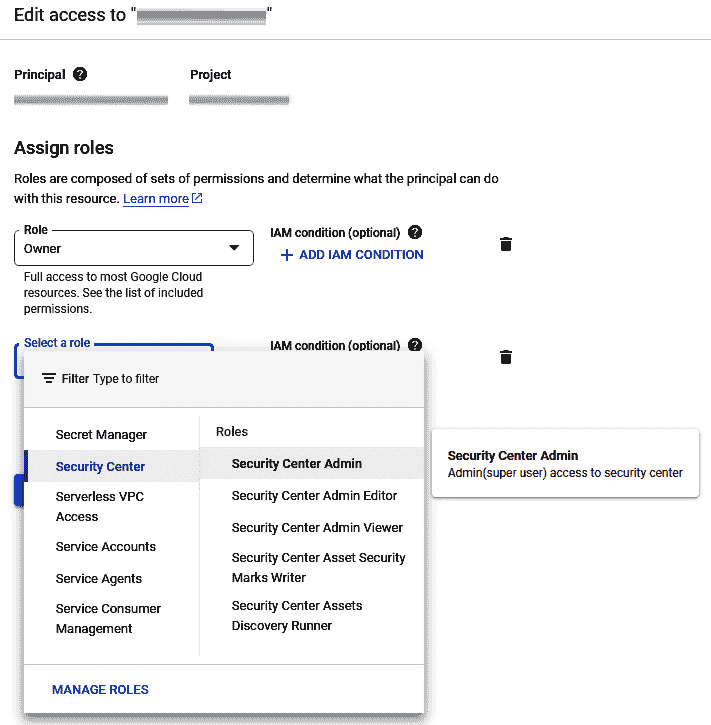 Edit access to " "
Principal
Project
Assign roles
Roles are composed of sets of permissions and determine what the principal can do
with this resource. Learn more
Role
Owner
IAM condition (optional)
+ ADD IAM CONDITION
Full access to most Google Cloud
resources. See the list of included
permissions.
Select a role
IAM condition (optional)
Filter Type to filter
Secret Manager
Security Center
Serverless VPC
Access
Service Accounts
Service Agents
Service Consumer
Management
Roles
Security Center Admin
Security Center Admin Editor
Security Center Admin Viewer
Security Center Asset Security
Marks Writer
Security Center Assets
Discovery Runner
Security Center Admin
Admin(super user) access to security center
MANAGE ROLES